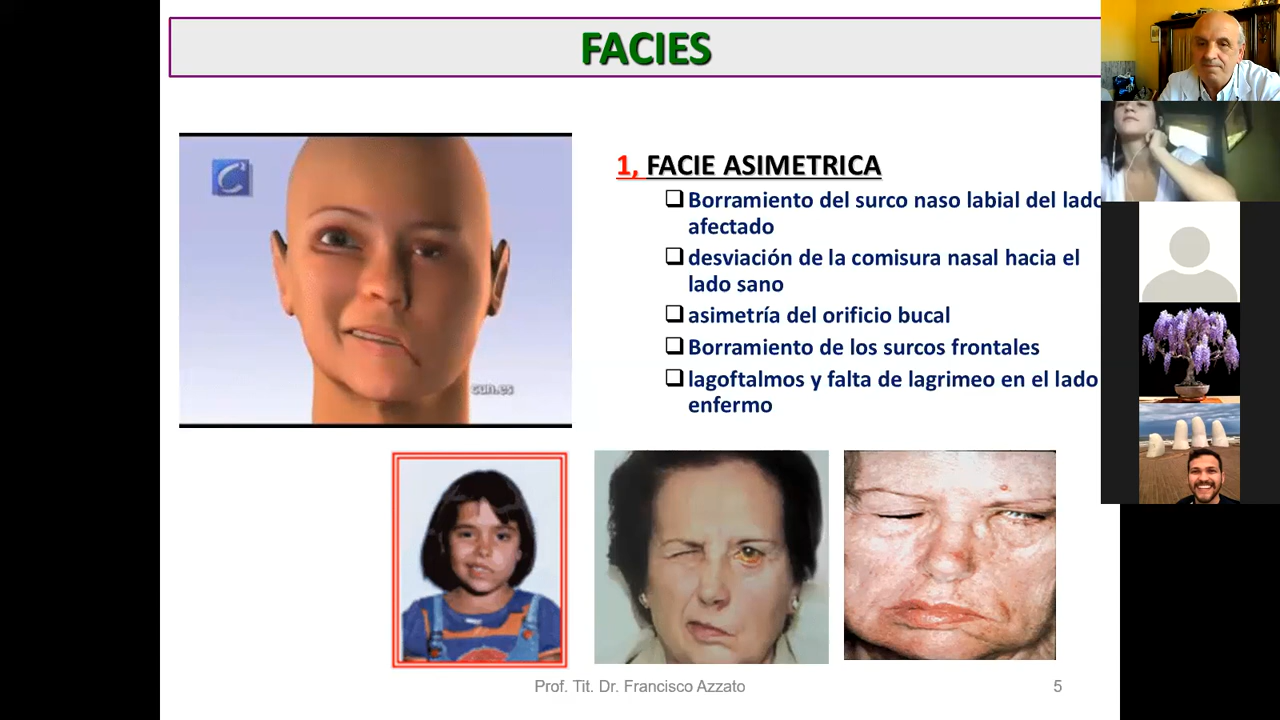 FACIES
1, FACIE ASIMETRICA
Borramiento del surco naso labial del lado
afectado
desviación de la comisura nasal hacia el
lado sano
asimetría del orificio bucal
Borramiento de los surcos frontales
lagoftalmos y falta de lagrimeo en el lado
enfermo
cun.es
Prof. Tit. Dr. Francisco Azzato
5